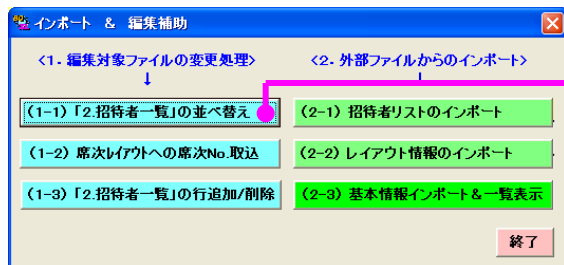 インポート ＆ 編集補助
<1. 編集対象ファイルの変更処理>
↓
(1-1)「2.招待者一覧」の並べ替え
(1-2) 席次ﾚｲｱｳﾄへの席次No.取込
(1-3)「2.招待者一覧」の行追加/削除
<2. 外部ファイルからのインポート>
(2-1) 招待者リストのインポート
(2-2) レイアウト情報のインポート
(2-3) 基本情報インポート＆一覧表示
終了